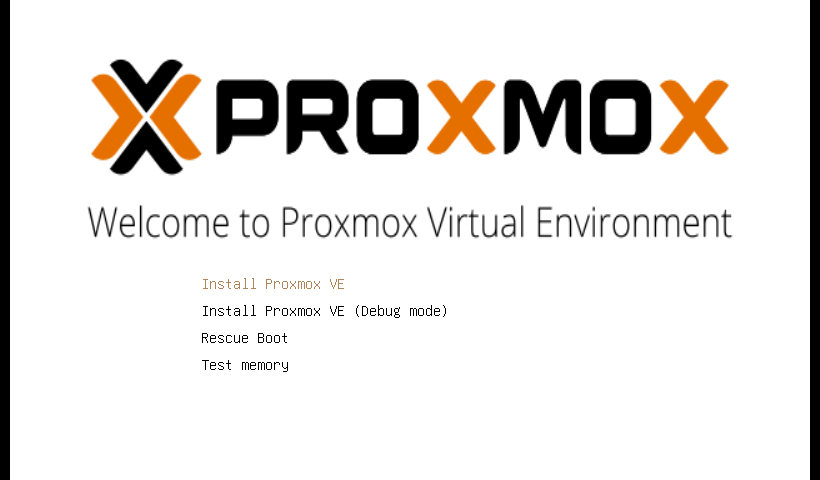 PROXMOX
Welcome to Proxmox Virtual Environment
Install Proxmox VE
Install Proxmox VE (Debug mode)
Rescue Boot
Test memory